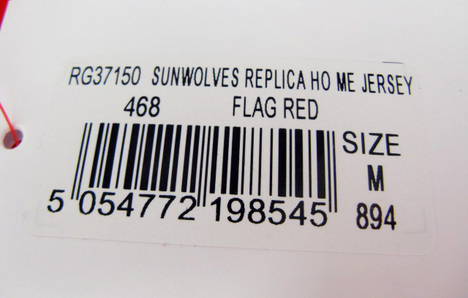 RG37150 SUNWOLVES REPLICA HO ME JERSEY
468 FLAG RED
SIZE
M
894
5 054772 198545